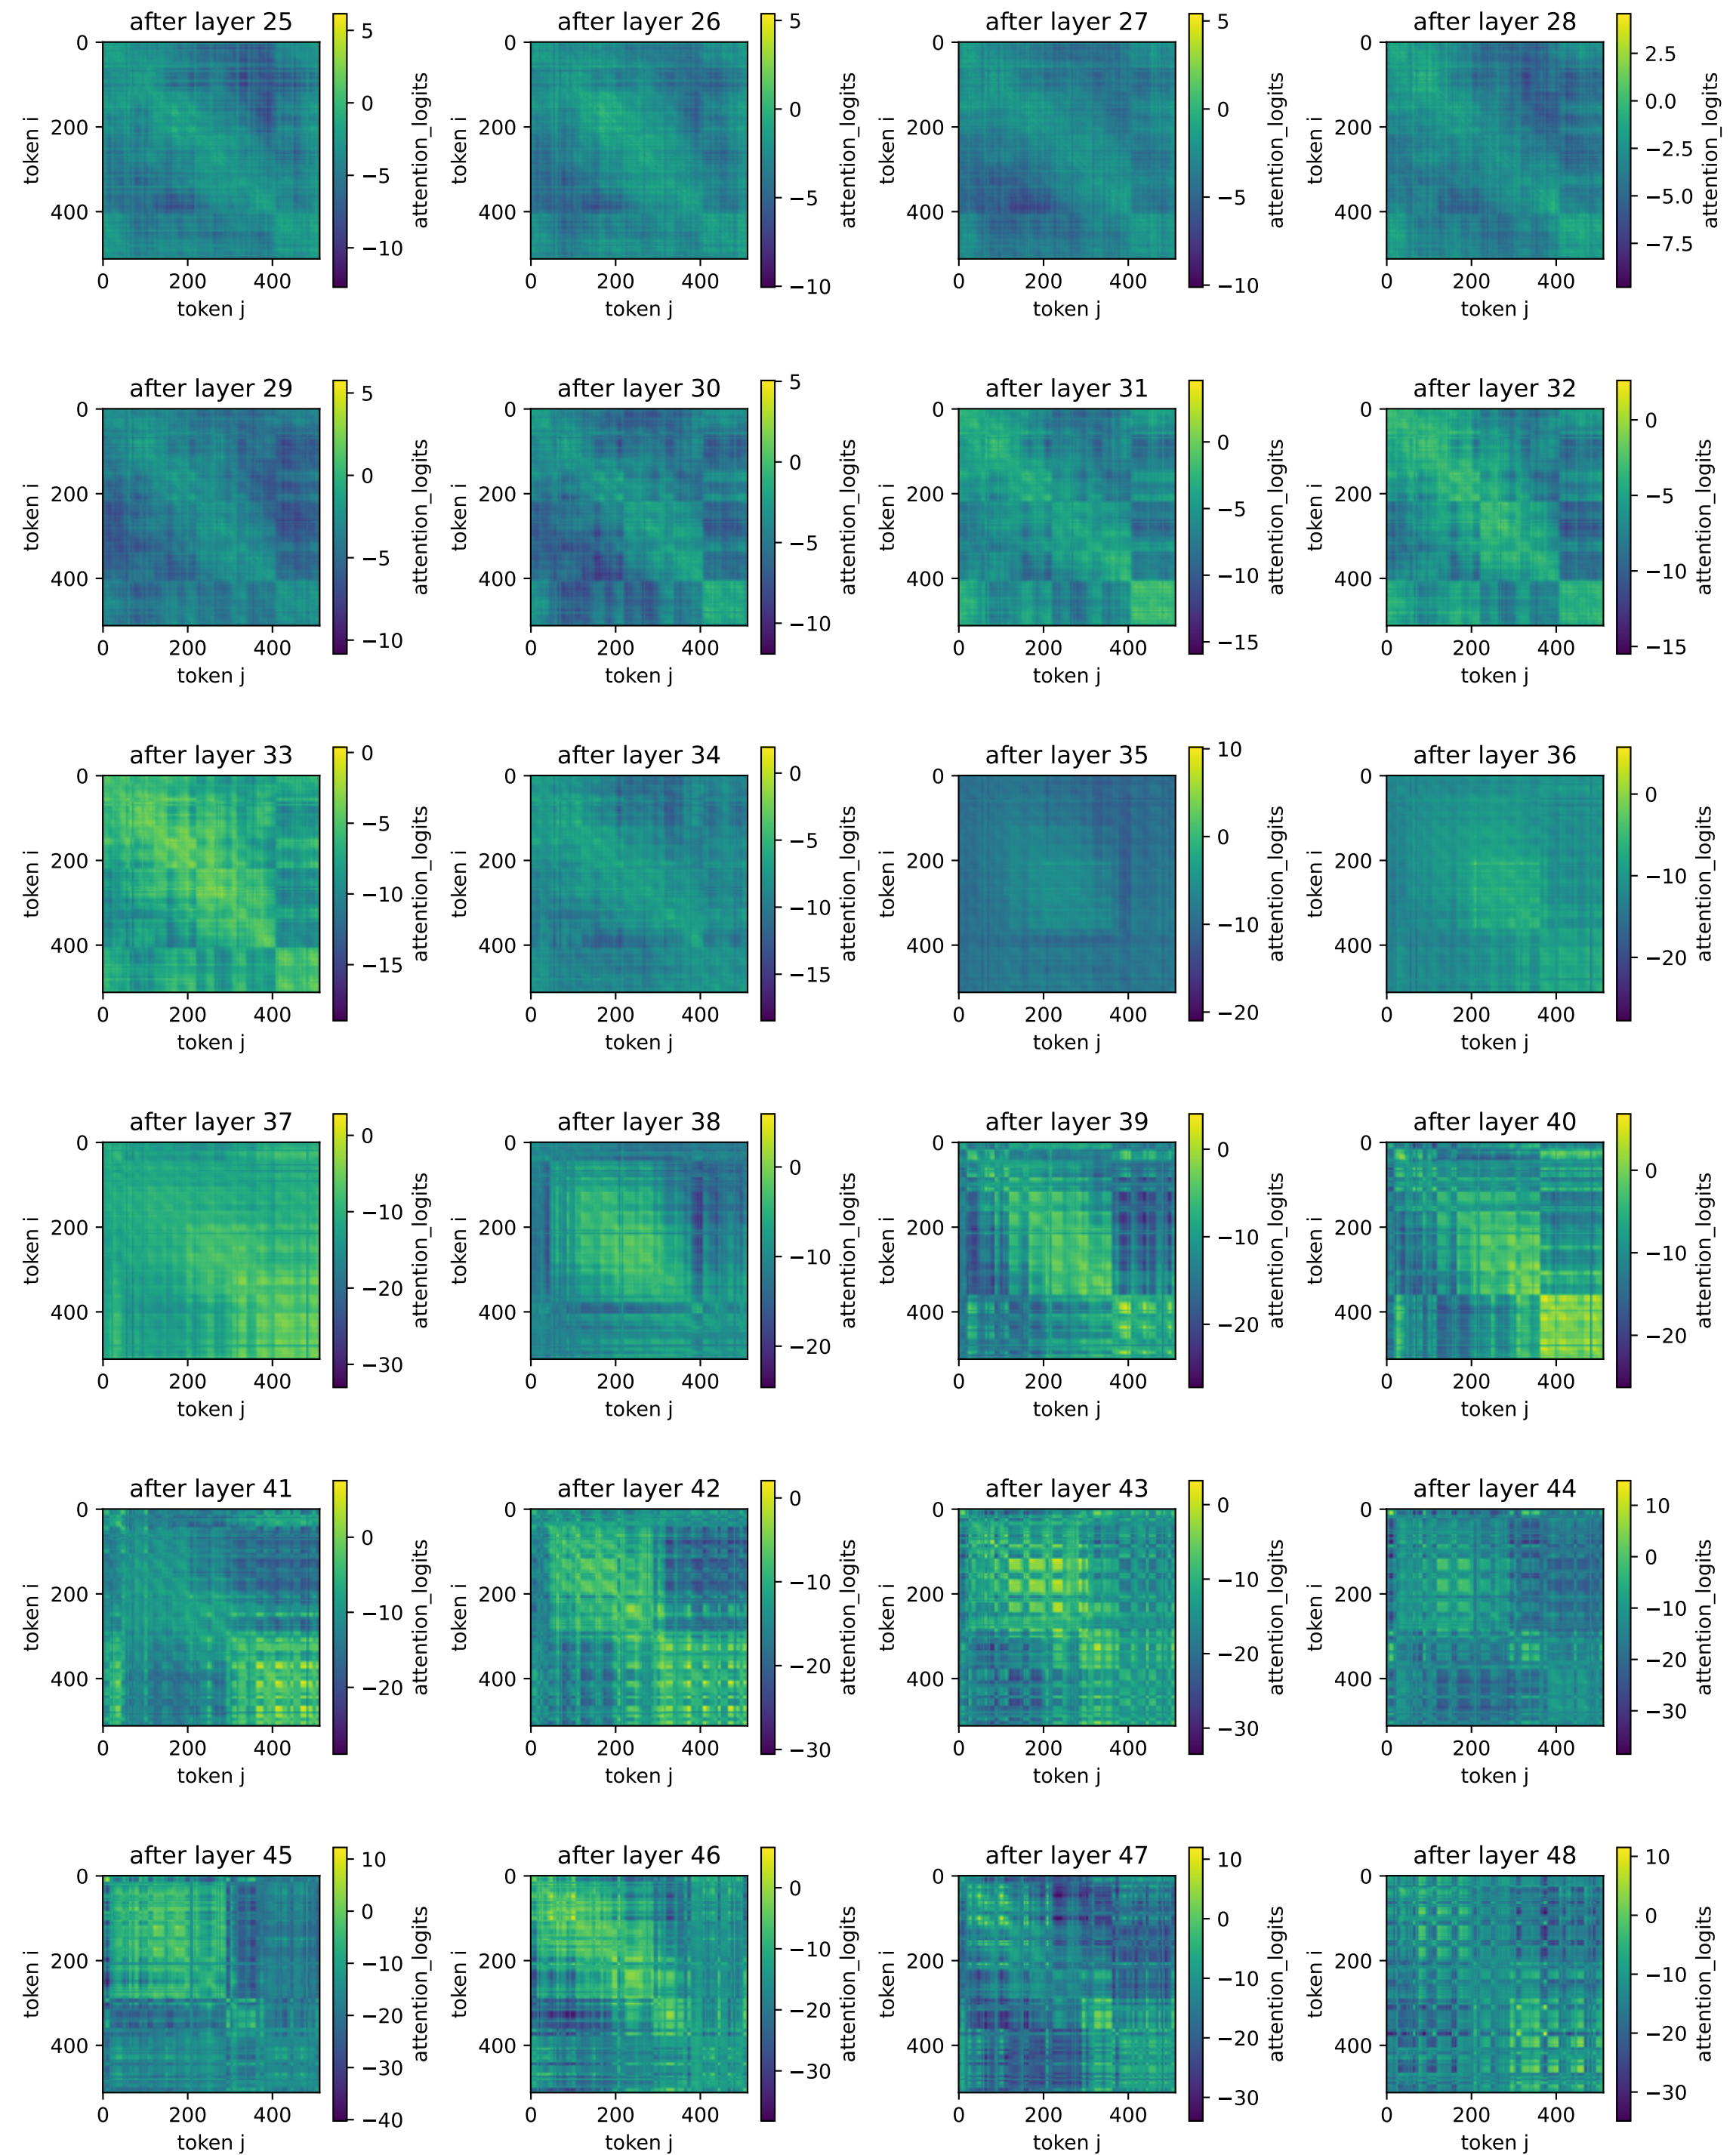 after layer 25 after layer 26 after layer 27 after layer 28
0 0 0 0
200 200 200 200
400 400 400 400
token i token i token i token i
0 200 400 0 200 400 0 200 400 0 200 400
token j token j token j token j
5 0 −5 −10 attention_logits
5 0 −5 −10 attention_logits
5 0 −5 −10 attention_logits
2.5 0.0 −2.5 −5.0 −7.5 attention_logits
after layer 29 after layer 30 after layer 31 after layer 32
0 0 0 0
200 200 200 200
400 400 400 400
token i token i token i token i
0 200 400 0 200 400 0 200 400 0 200 400
token j token j token j token j
5 0 −5 −10 attention_logits
5 0 −5 −10 attention_logits
0 −5 −10 −15 attention_logits
0 −5 −10 −15 attention_logits
after layer 33 after layer 34 after layer 35 after layer 36
0 0 0 0
200 200 200 200
400 400 400 400
token i token i token i token i
0 200 400 0 200 400 0 200 400 0 200 400
token j token j token j token j
0 −5 −10 −15 attention_logits
0 −5 −10 −15 attention_logits
10 0 −10 −20 attention_logits
0 −10 −20 attention_logits
after layer 37 after layer 38 after layer 39 after layer 40
0 0 0 0
200 200 200 200
400 400 400 400
token i token i token i token i
0 200 400 0 200 400 0 200 400 0 200 400
token j token j token j token j
0 −10 −20 −30 attention_logits
0 −10 −20 attention_logits
0 −10 −20 attention_logits
0 −10 −20 attention_logits
after layer 41 after layer 42 after layer 43 after layer 44
0 0 0 0
200 200 200 200
400 400 400 400
token i token i token i token i
0 200 400 0 200 400 0 200 400 0 200 400
token j token j token j token j
0 −10 −20 attention_logits
0 −10 −20 −30 attention_logits
0 −10 −20 −30 attention_logits
10 0 −10 −20 −30 attention_logits
after layer 45 after layer 46 after layer 47 after layer 48
0 0 0 0
200 200 200 200
400 400 400 400
token i token i token i token i
0 200 400 0 200 400 0 200 400 0 200 400
token j token j token j token j
10 0 −10 −20 −30 −40 attention_logits
0 −10 −20 −30 attention_logits
10 0 −10 −20 −30 attention_logits
10 0 −10 −20 −30 attention_logits